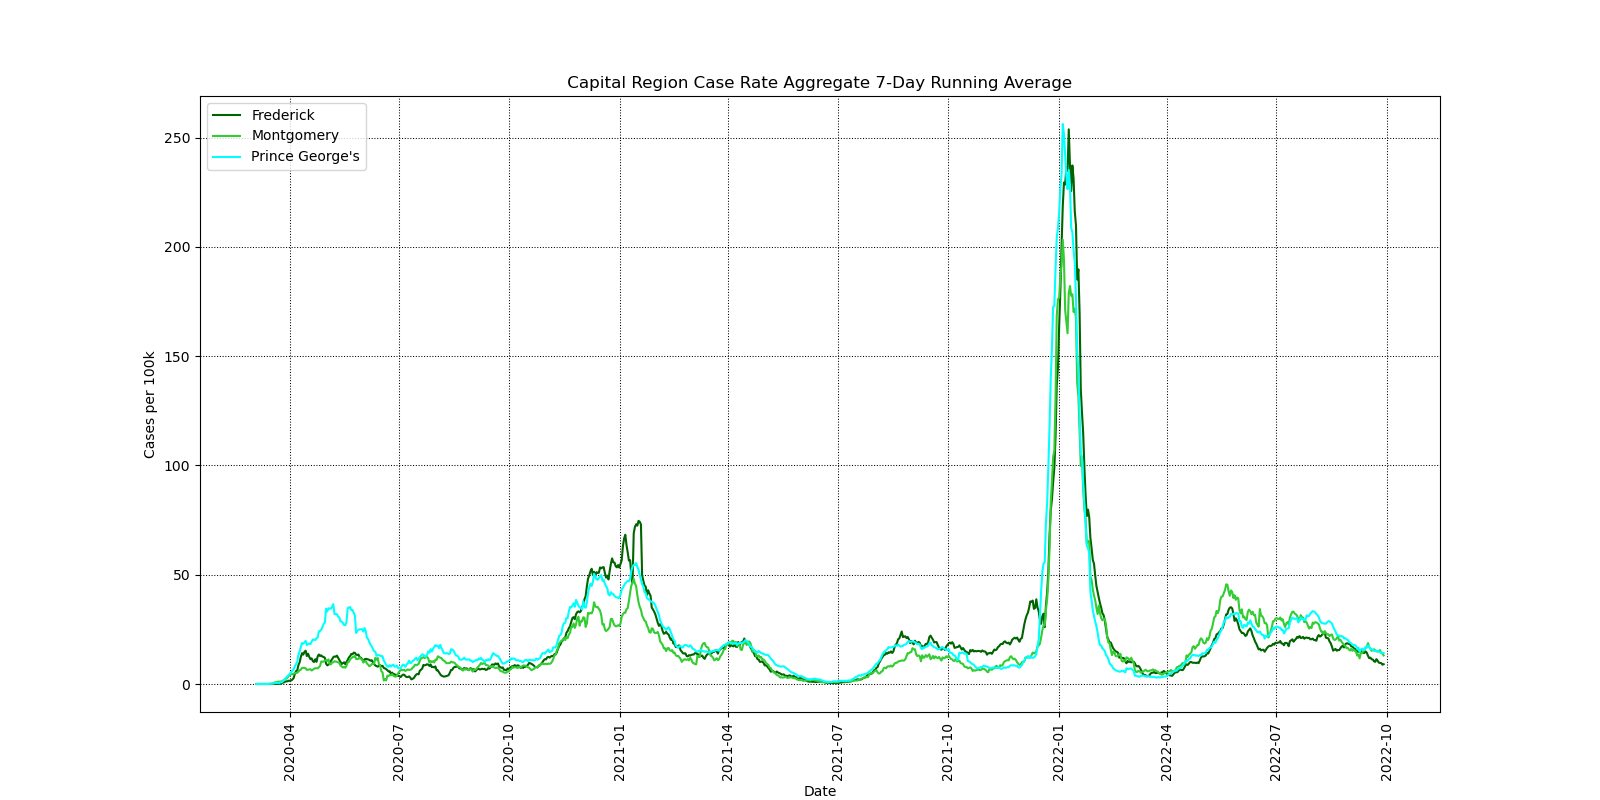 Capital Region Case Rate Aggregate 7-Day Running Average
Frederick
Montgomery
Prince George's
250
200
150
100
50
0
Cases per 100k
2020-04
2020-07
2020-10
2021-01
2021-04
2021-07
2021-10
2022-01
2022-04
2022-07
2022-10
Date